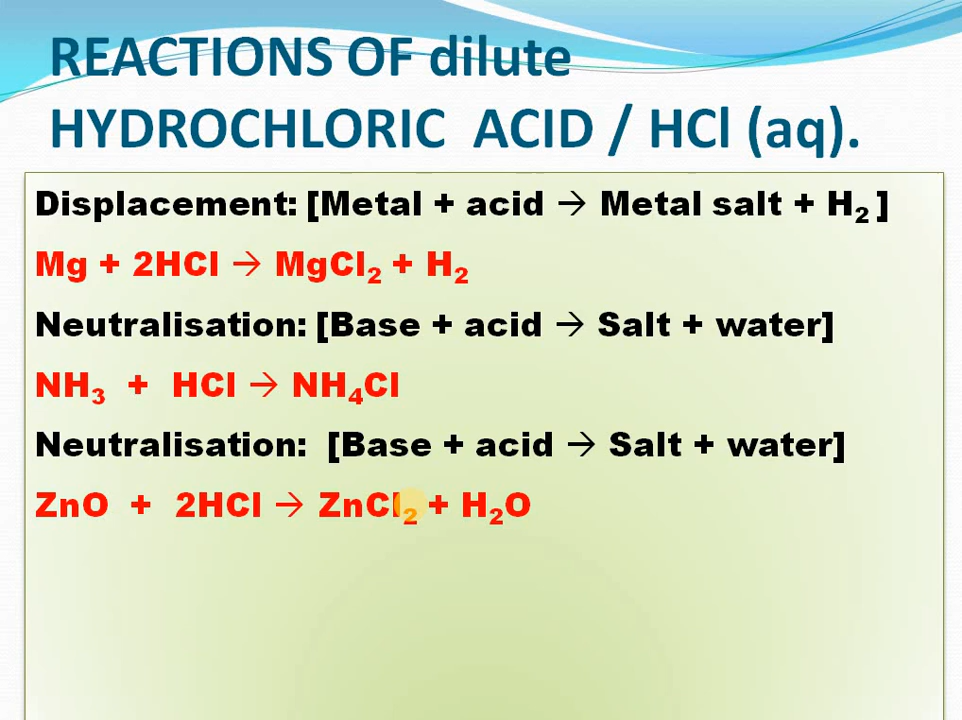 REACTIONS OF dilute
HYDROCHLORIC ACID / HCl (aq).
Displacement: [Metal + acid → Metal salt + H₂ ]
Mg + 2HCl → MgCl₂ + H₂
Neutralisation: [Base + acid → Salt + water]
NH₃ + HCl → NH₄Cl
Neutralisation: [Base + acid → Salt + water]
ZnO + 2HCl → ZnCl₂ + H₂O